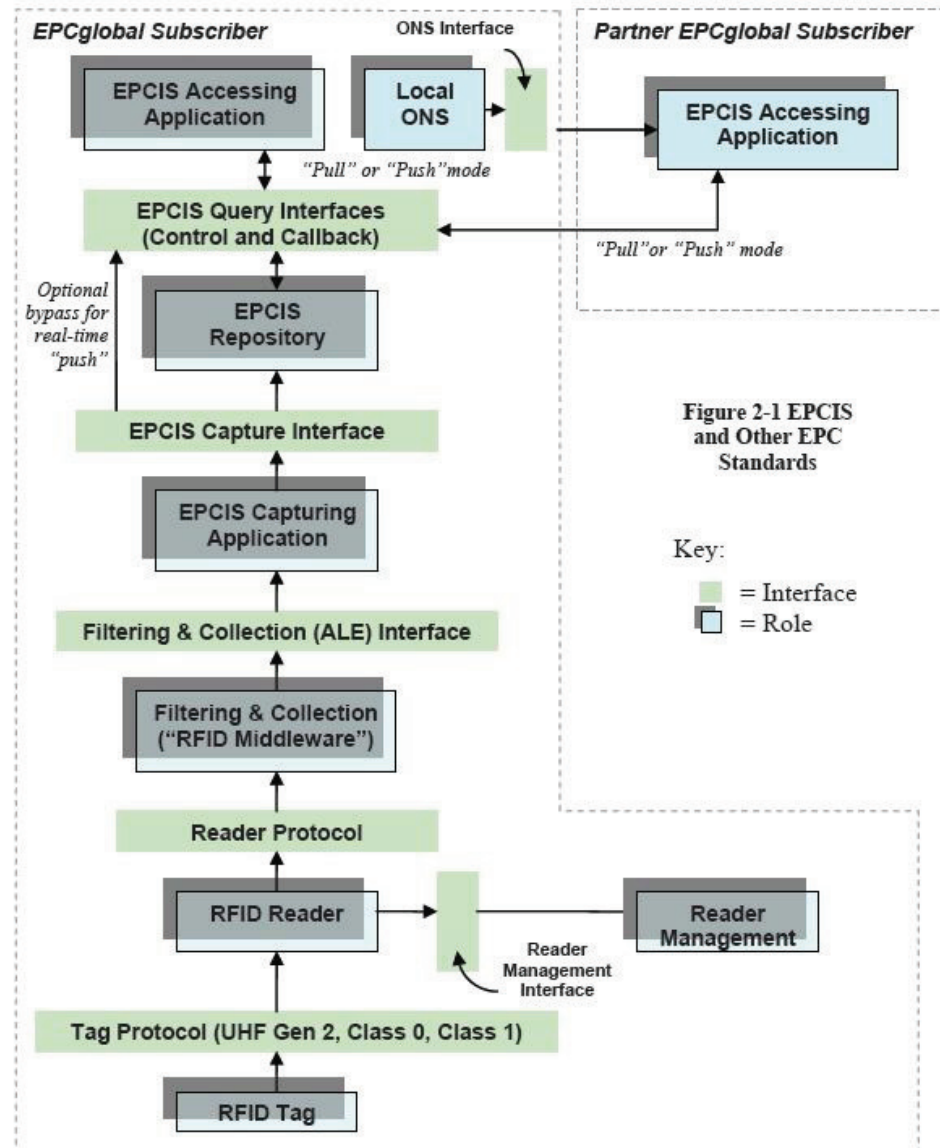 EPCglobal Subscriber
ONS Interface
Partner EPCglobal Subscriber
EPCIS Accessing
Application
Local
ONS
EPCIS Accessing
Application
“Pull” or “Push”mode
EPCIS Query Interfaces
(Control and Callback)
“Pull”or “Push” mode
Optional
bypass for
real-time
“push”
EPCIS
Repository
EPCIS Capture Interface
Figure 2-1 EPCIS
and Other EPC
Standards
EPCIS Capturing
Application
Key:
= Interface
= Role
Filtering & Collection (ALE) Interface
Filtering & Collection
(“RFID Middleware”)
Reader Protocol
RFID Reader
Reader
Management
Reader
Management
Interface
Tag Protocol (UHF Gen 2, Class 0, Class 1)
RFID Tag